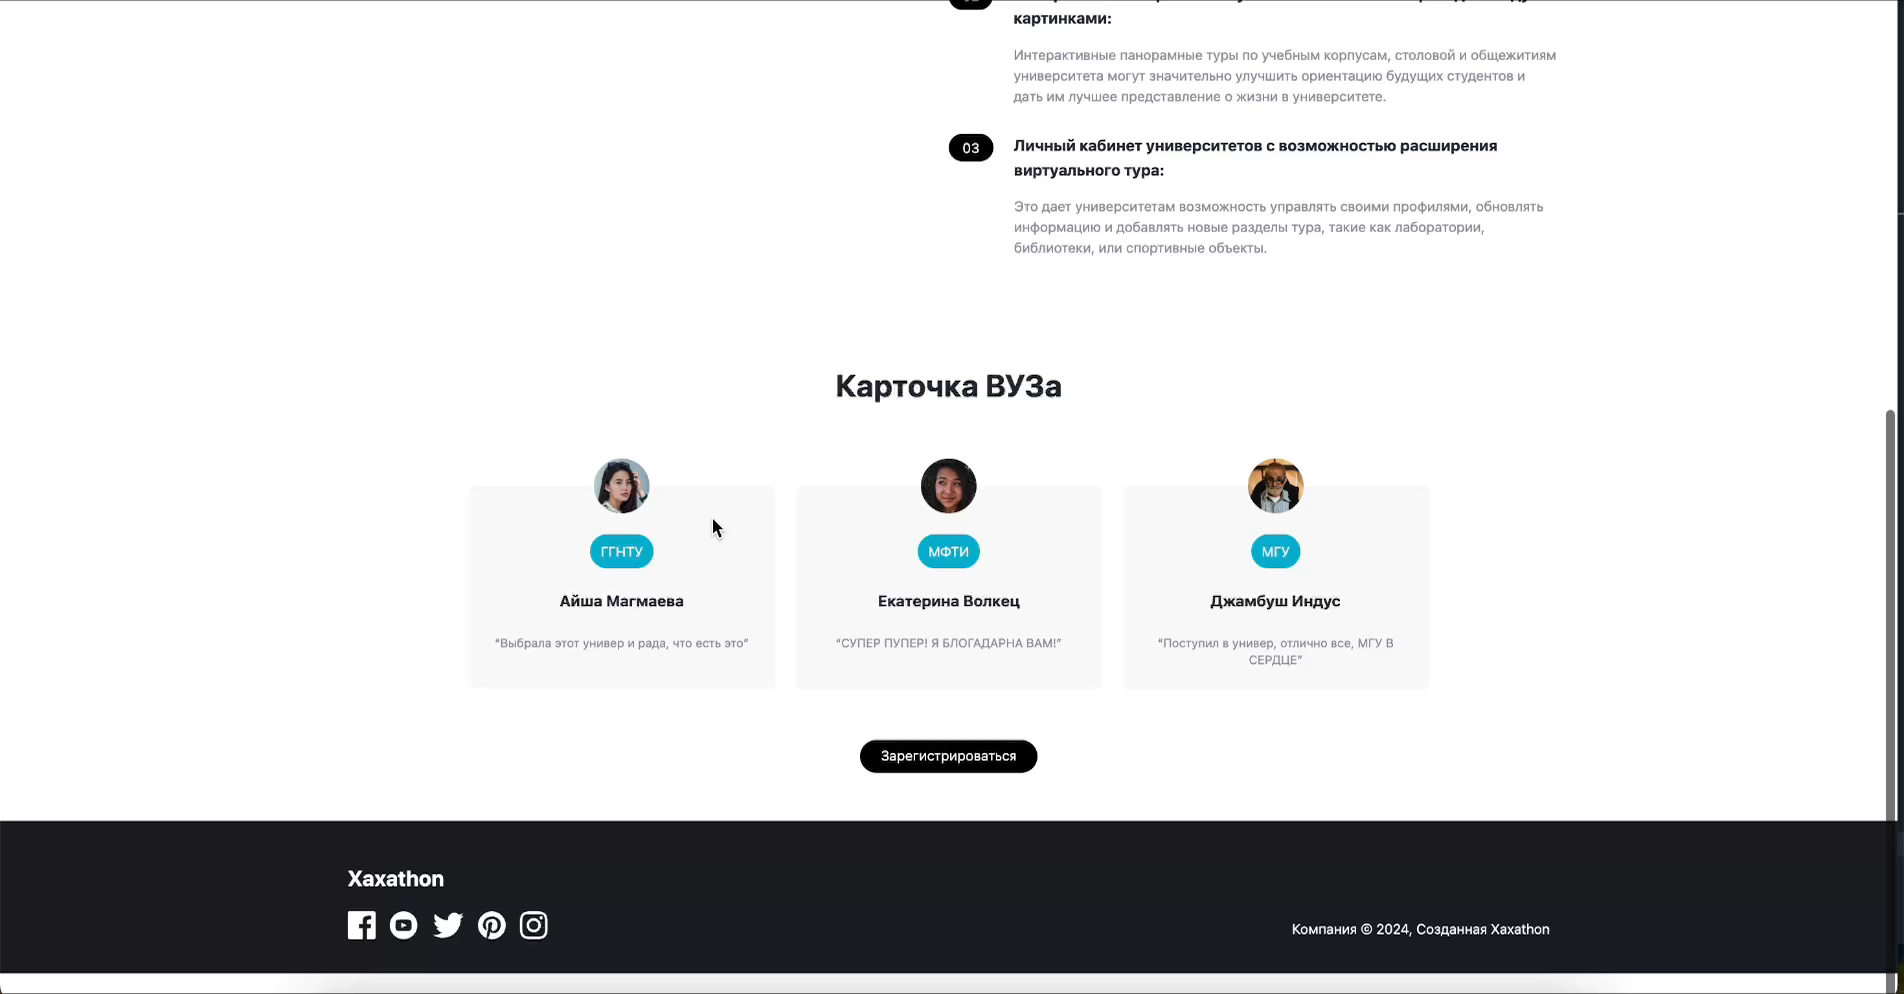 картинками:
Интерактивные панорамные туры по учебным корпусам, столовой и общежитиям
университета могут значительно улучшить ориентацию будущих студентов и
дать им лучшее представление о жизни в университете.
03
Личный кабинет университетов с возможностью расширения
виртуального тура:
Это дает университетам возможность управлять своими профилями, обновлять
информацию и добавлять новые разделы тура, такие как лаборатории,
библиотеки, или спортивные объекты.
Карточка ВУЗа
ГГНТУ
Айша Магмаева
“Выбрала этот универ и рада, что есть это”
МФТИ
Екатерина Волкец
“СУПЕР ПУПЕР! Я БЛОГАДАРНА ВАМ!”
МГУ
Джамбуш Индус
“Поступил в универ, отлично все, МГУ В
СЕРДЦЕ”
Зарегистрироваться
Xaxathon
Компания © 2024, Созданная Xaxathon